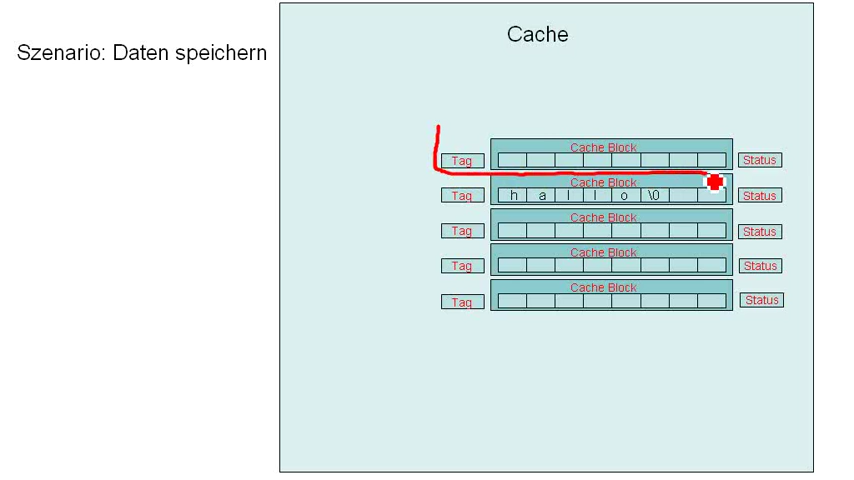 Cache
Szenario: Daten speichern
Cache Block
Tag Status
Cache Block
Tag h a l l o \0 Status
Cache Block
Tag Status
Cache Block
Tag Status
Cache Block
Tag Status